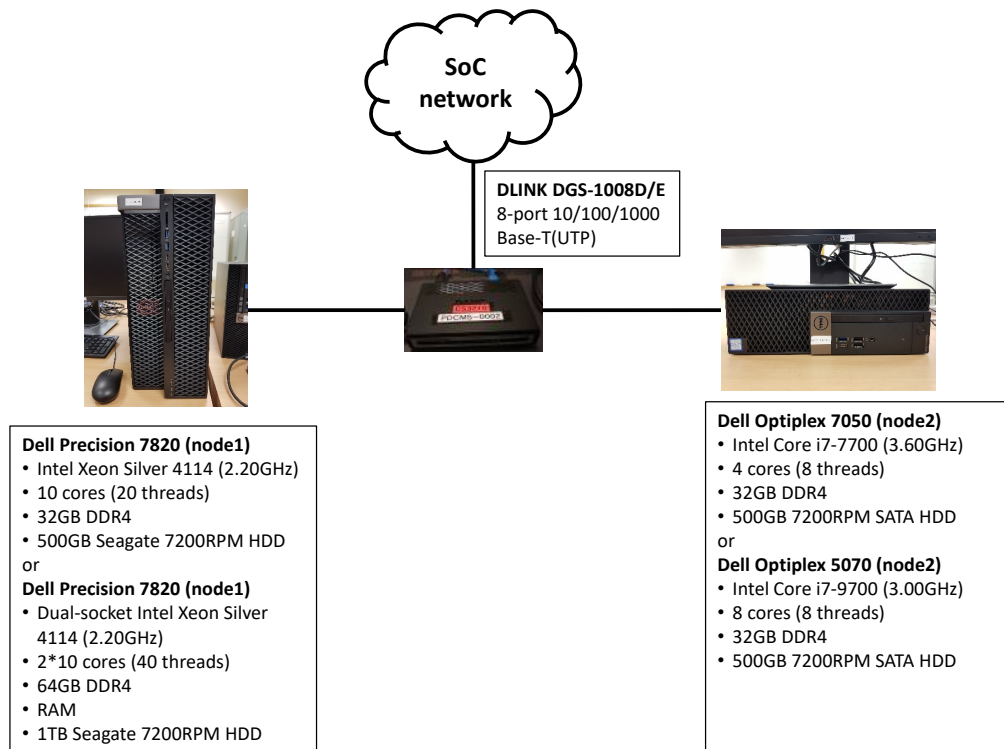 SoC
network
DLINK DGS-1008D/E
8-port 10/100/1000
Base-T(UTP)
PDCMS-0002
Dell Precision 7820 (node1)
• Intel Xeon Silver 4114 (2.20GHz)
• 10 cores (20 threads)
• 32GB DDR4
• 500GB Seagate 7200RPM HDD
or
Dell Precision 7820 (node1)
• Dual-socket Intel Xeon Silver
4114 (2.20GHz)
• 2*10 cores (40 threads)
• 64GB DDR4
• RAM
• 1TB Seagate 7200RPM HDD
Dell Optiplex 7050 (node2)
• Intel Core i7-7700 (3.60GHz)
• 4 cores (8 threads)
• 32GB DDR4
• 500GB 7200RPM SATA HDD
or
Dell Optiplex 5070 (node2)
• Intel Core i7-9700 (3.00GHz)
• 8 cores (8 threads)
• 32GB DDR4
• 500GB 7200RPM SATA HDD